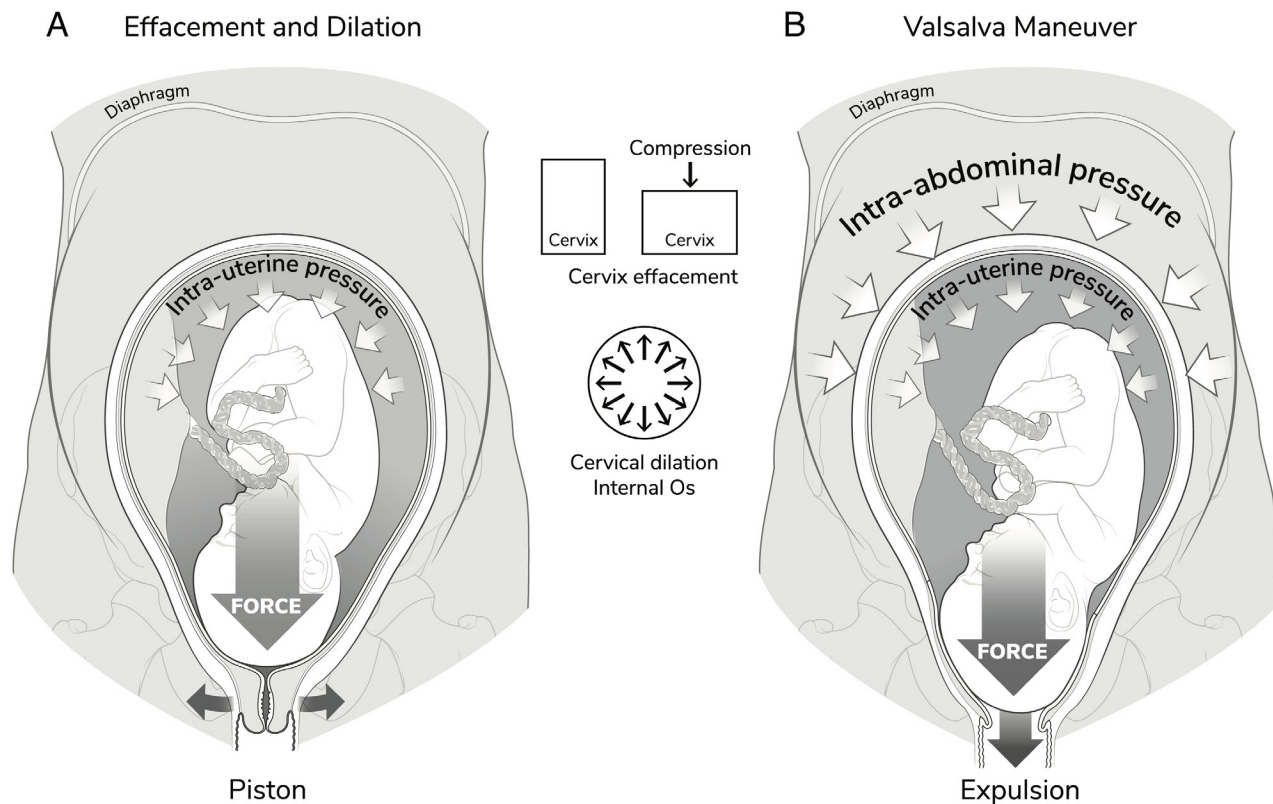 A
Effacement and Dilation
Diaphragm
Intra-uterine pressure
FORCE
Piston
Compression
Cervix
Cervix
Cervix effacement
Cervical dilation
Internal Os
B
Valsalva Maneuver
Diaphragm
Intra-abdominal pressure
Intra-uterine pressure
FORCE
Expulsion